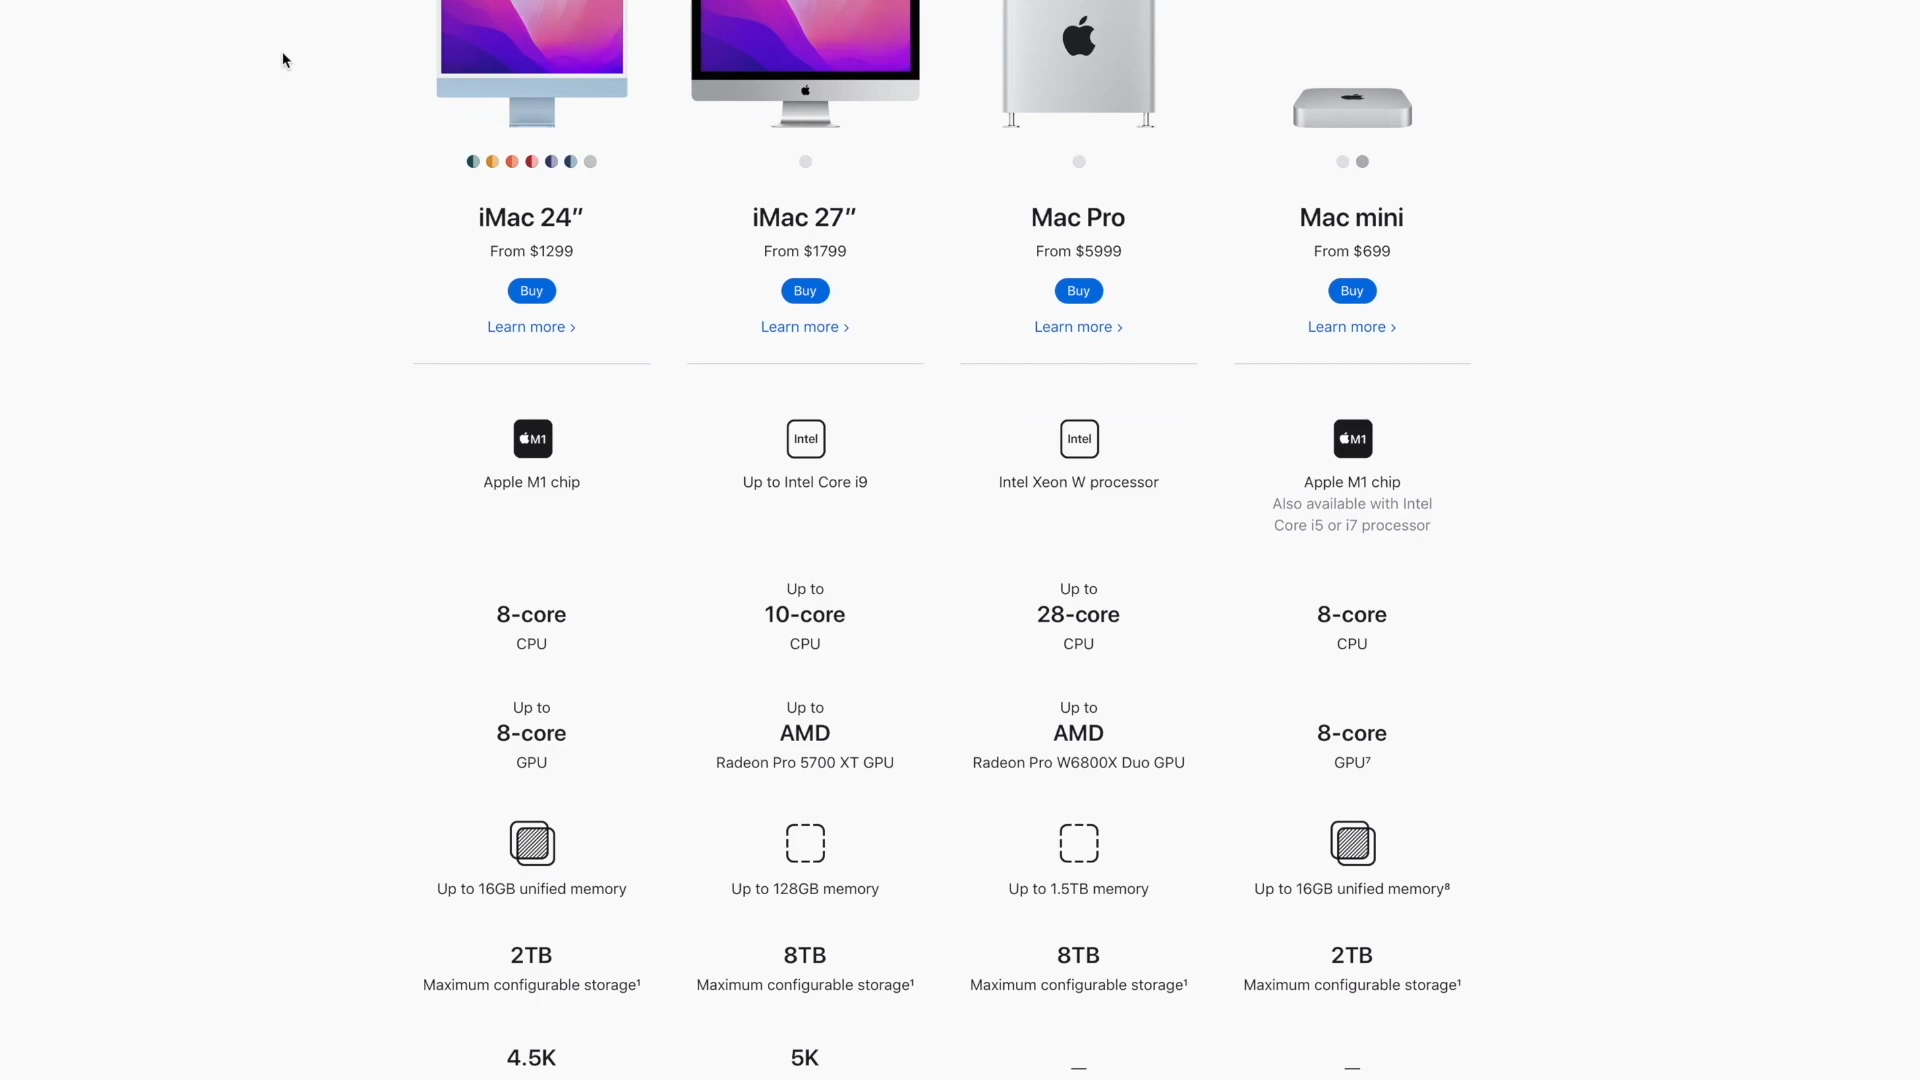 iMac 24″
From $1299
Buy
Learn more >
iMac 27″
From $1799
Buy
Learn more >
Mac Pro
From $5999
Buy
Learn more >
Mac mini
From $699
Buy
Learn more >
M1
Apple M1 chip
Intel
Up to Intel Core i9
Intel
Intel Xeon W processor
M1
Apple M1 chip
Also available with Intel
Core i5 or i7 processor
8-core
CPU
Up to
10-core
CPU
Up to
28-core
CPU
8-core
CPU
Up to
8-core
GPU
Up to
AMD
Radeon Pro 5700 XT GPU
Up to
AMD
Radeon Pro W6800X Duo GPU
8-core
GPU⁷
Up to 16GB unified memory
Up to 128GB memory
Up to 1.5TB memory
Up to 16GB unified memory⁸
2TB
Maximum configurable storage¹
8TB
Maximum configurable storage¹
8TB
Maximum configurable storage¹
2TB
Maximum configurable storage¹
4.5K
5K
—
—